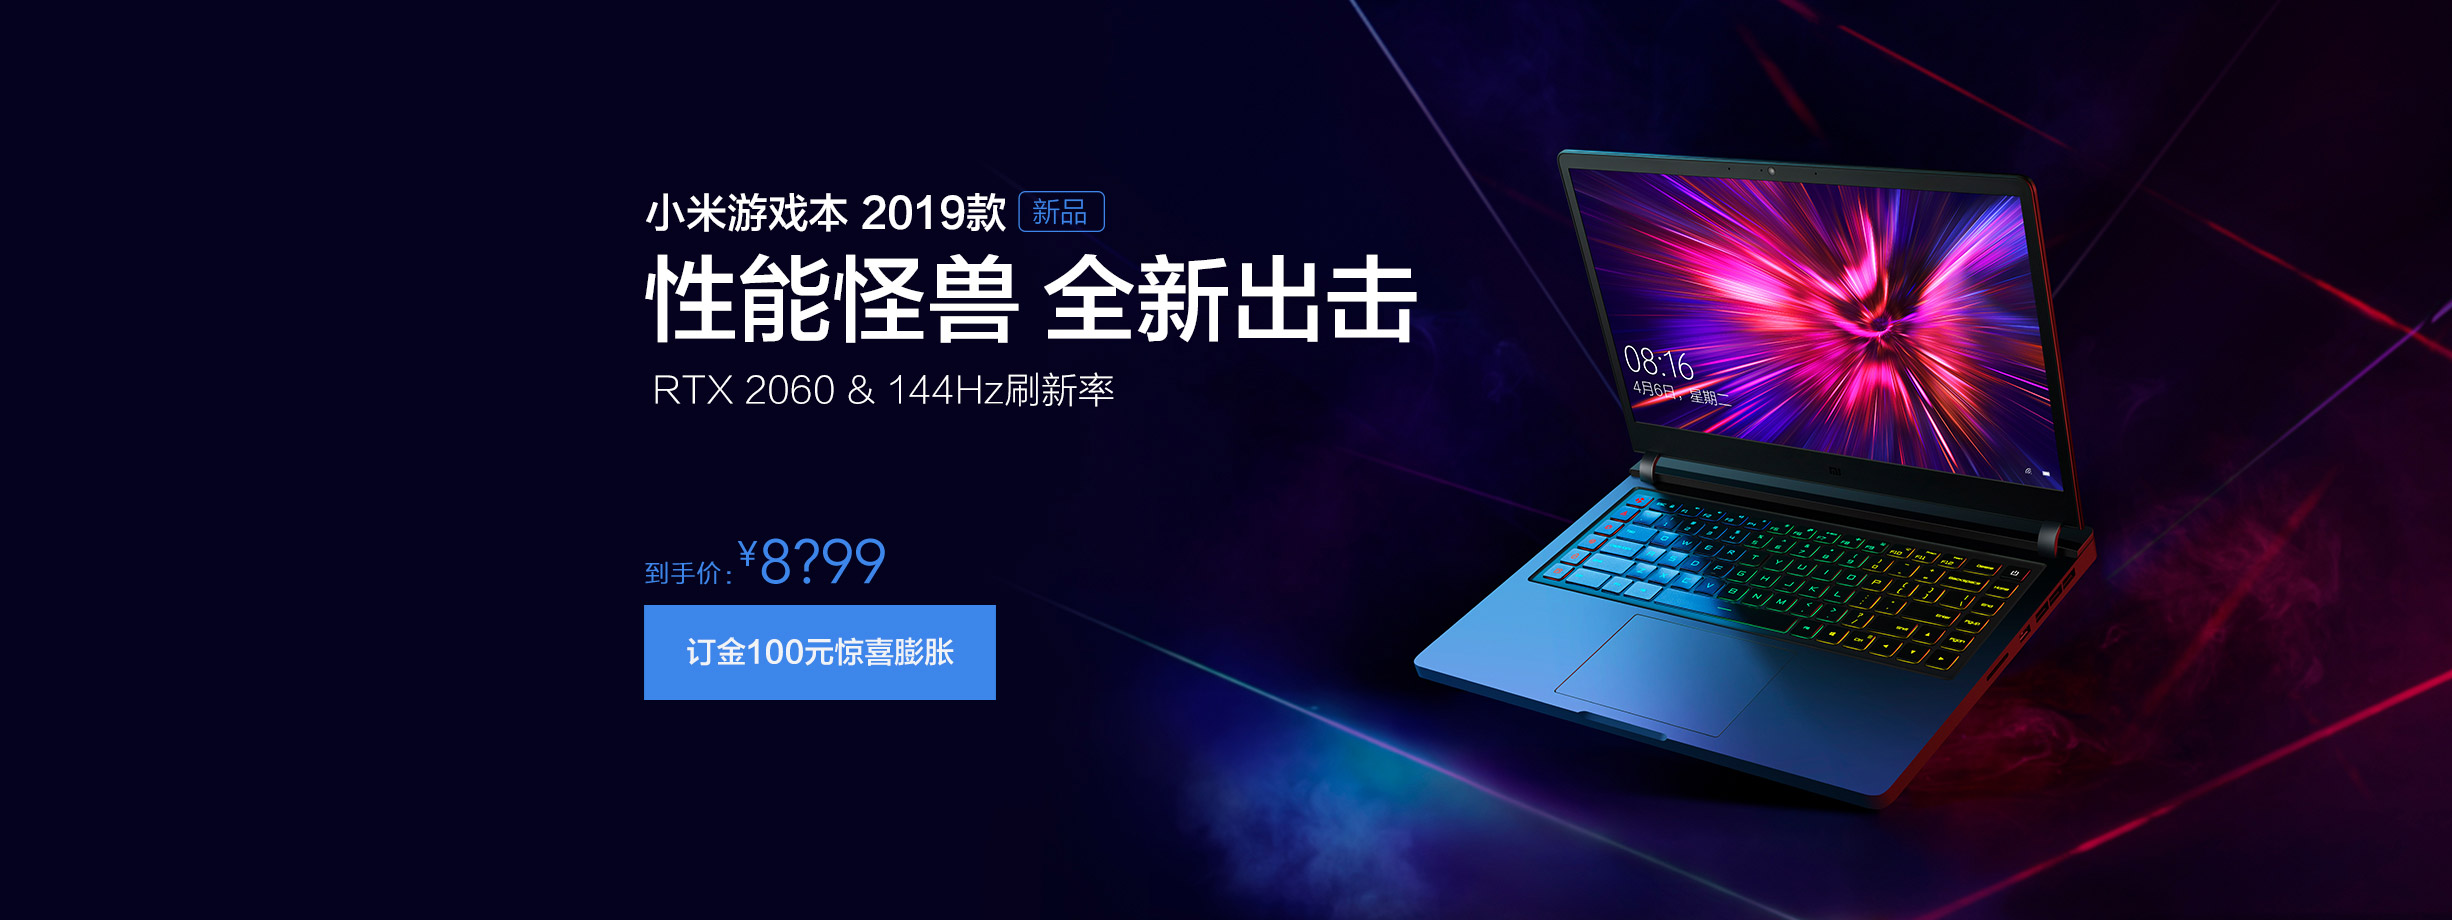 小米游戏本 2019款 新品
性能怪兽 全新出击
RTX 2060 & 144Hz刷新率
到手价：¥8?99
订金100元惊喜膨胀
08:16
4月6日，星期二